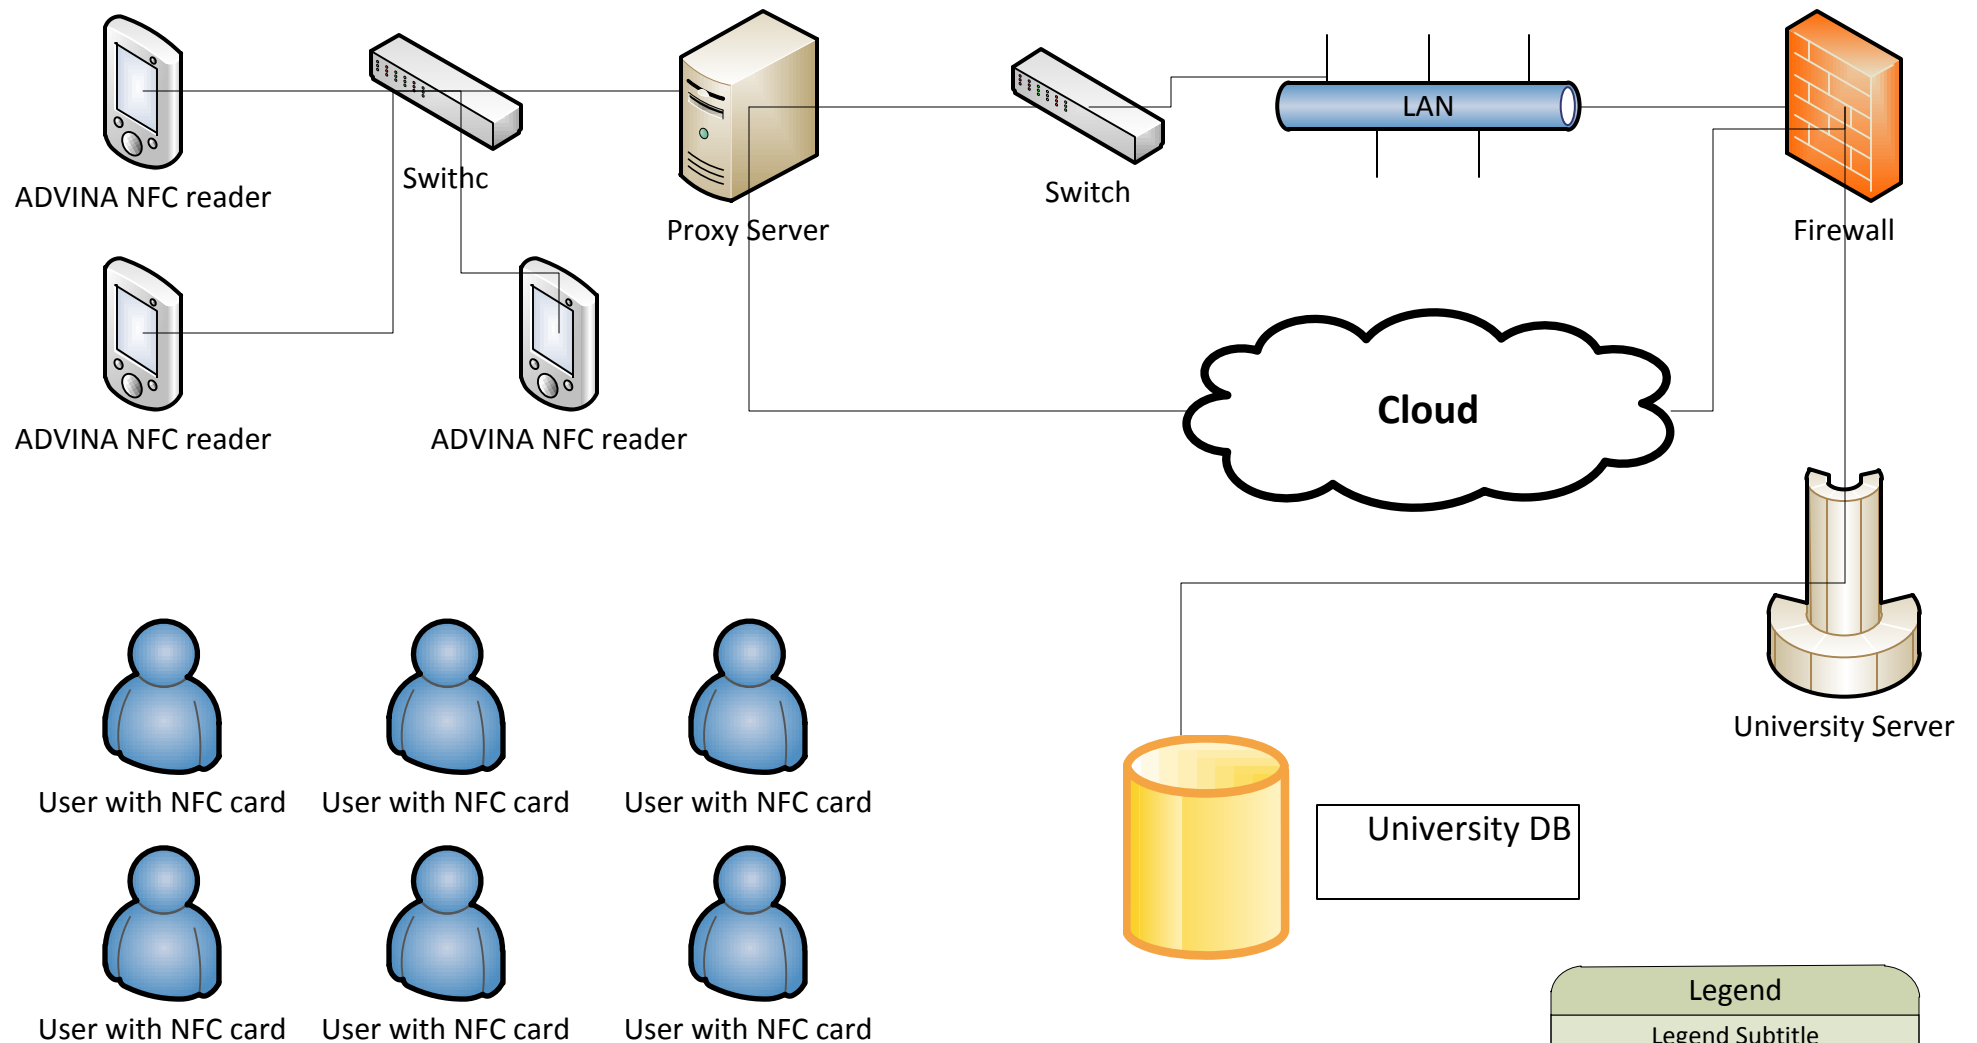 ADVINA NFC reader
Swithc
Proxy Server
Switch
LAN
Firewall
ADVINA NFC reader
ADVINA NFC reader
Cloud
University Server
User with NFC card
User with NFC card
User with NFC card
University DB
User with NFC card
User with NFC card
User with NFC card
Legend
Legend Subtitle